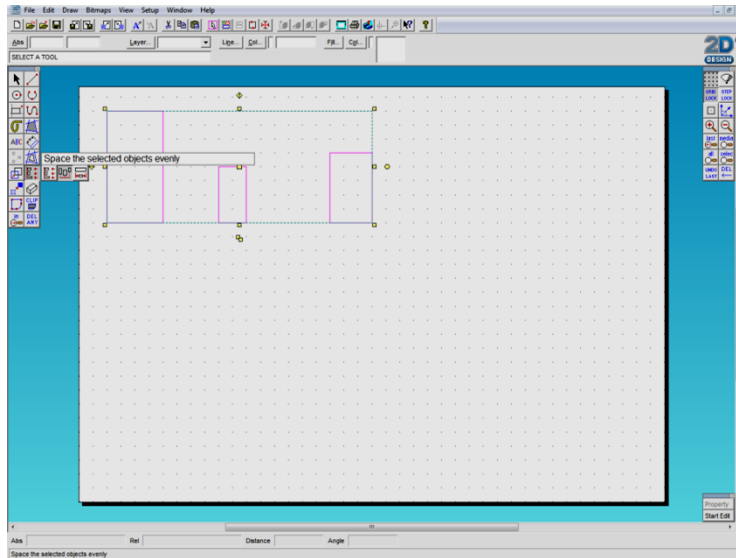 File Edit Draw Bitmaps View Setup Window Help
Abs Layer... Line... Col... Fill... Col...
2D
DESIGN
SELECT A TOOL
GRID LOCK STEP LOCK
ABC
Space the selected objects evenly
UNDO LAST DEL
CLIP
DEL ANY
Property
Start Edit
Abs Rel Distance Angle
Space the selected objects evenly